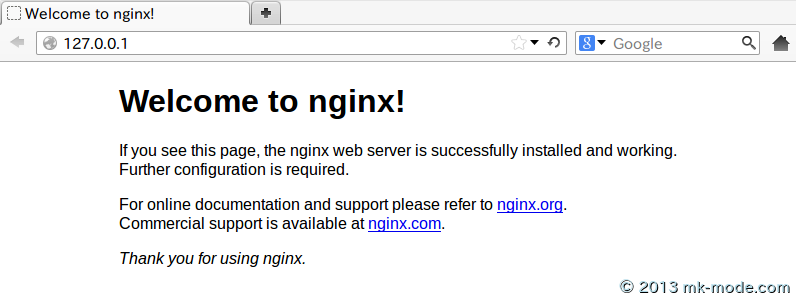 Welcome to nginx!
127.0.0.1
Google
Welcome to nginx!
If you see this page, the nginx web server is successfully installed and working.
Further configuration is required.
For online documentation and support please refer to nginx.org.
Commercial support is available at nginx.com.
Thank you for using nginx.
© 2013 mk-mode.com